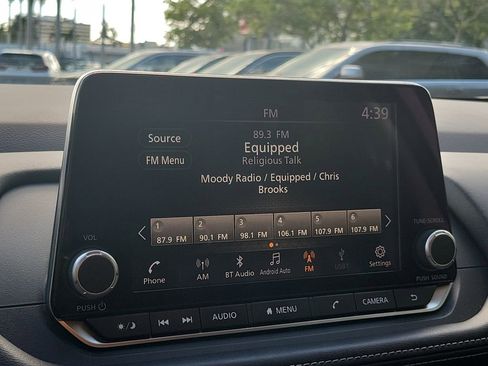 FM
4:39
Source
89.3 FM
Equipped
FM Menu
Religious Talk
Moody Radio / Equipped / Chris
Brooks
1 2 3 4 5 6
87.9 FM 90.1 FM 98.1 FM 106.1 FM 107.9 FM 107.9 FM
VOL
TUNE·SCROLL
Phone AM BT Audio Android Auto FM USB1 Settings
PUSH
PUSH SOUND
AUDIO MENU CAMERA